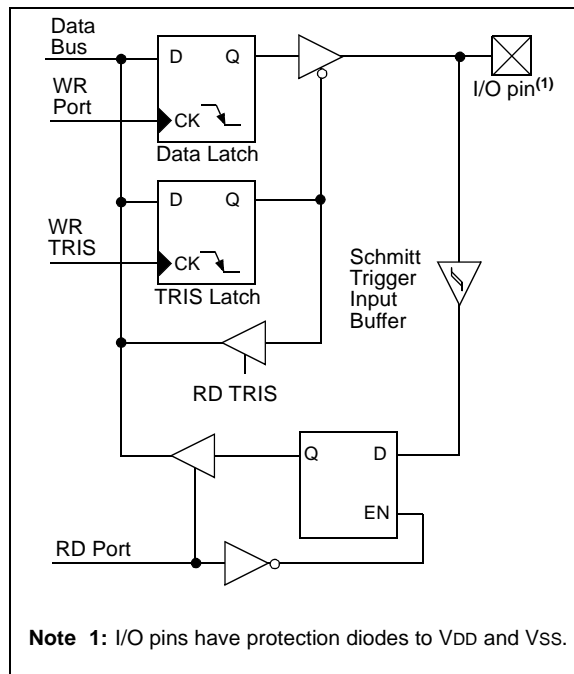 Data
Bus
D Q
I/O pin(1)
WR
Port
CK
Data Latch
D Q
WR
TRIS
CK
TRIS Latch
Schmitt
Trigger
Input
Buffer
RD TRIS
Q D
EN
RD Port
Note 1: I/O pins have protection diodes to VDD and VSS.